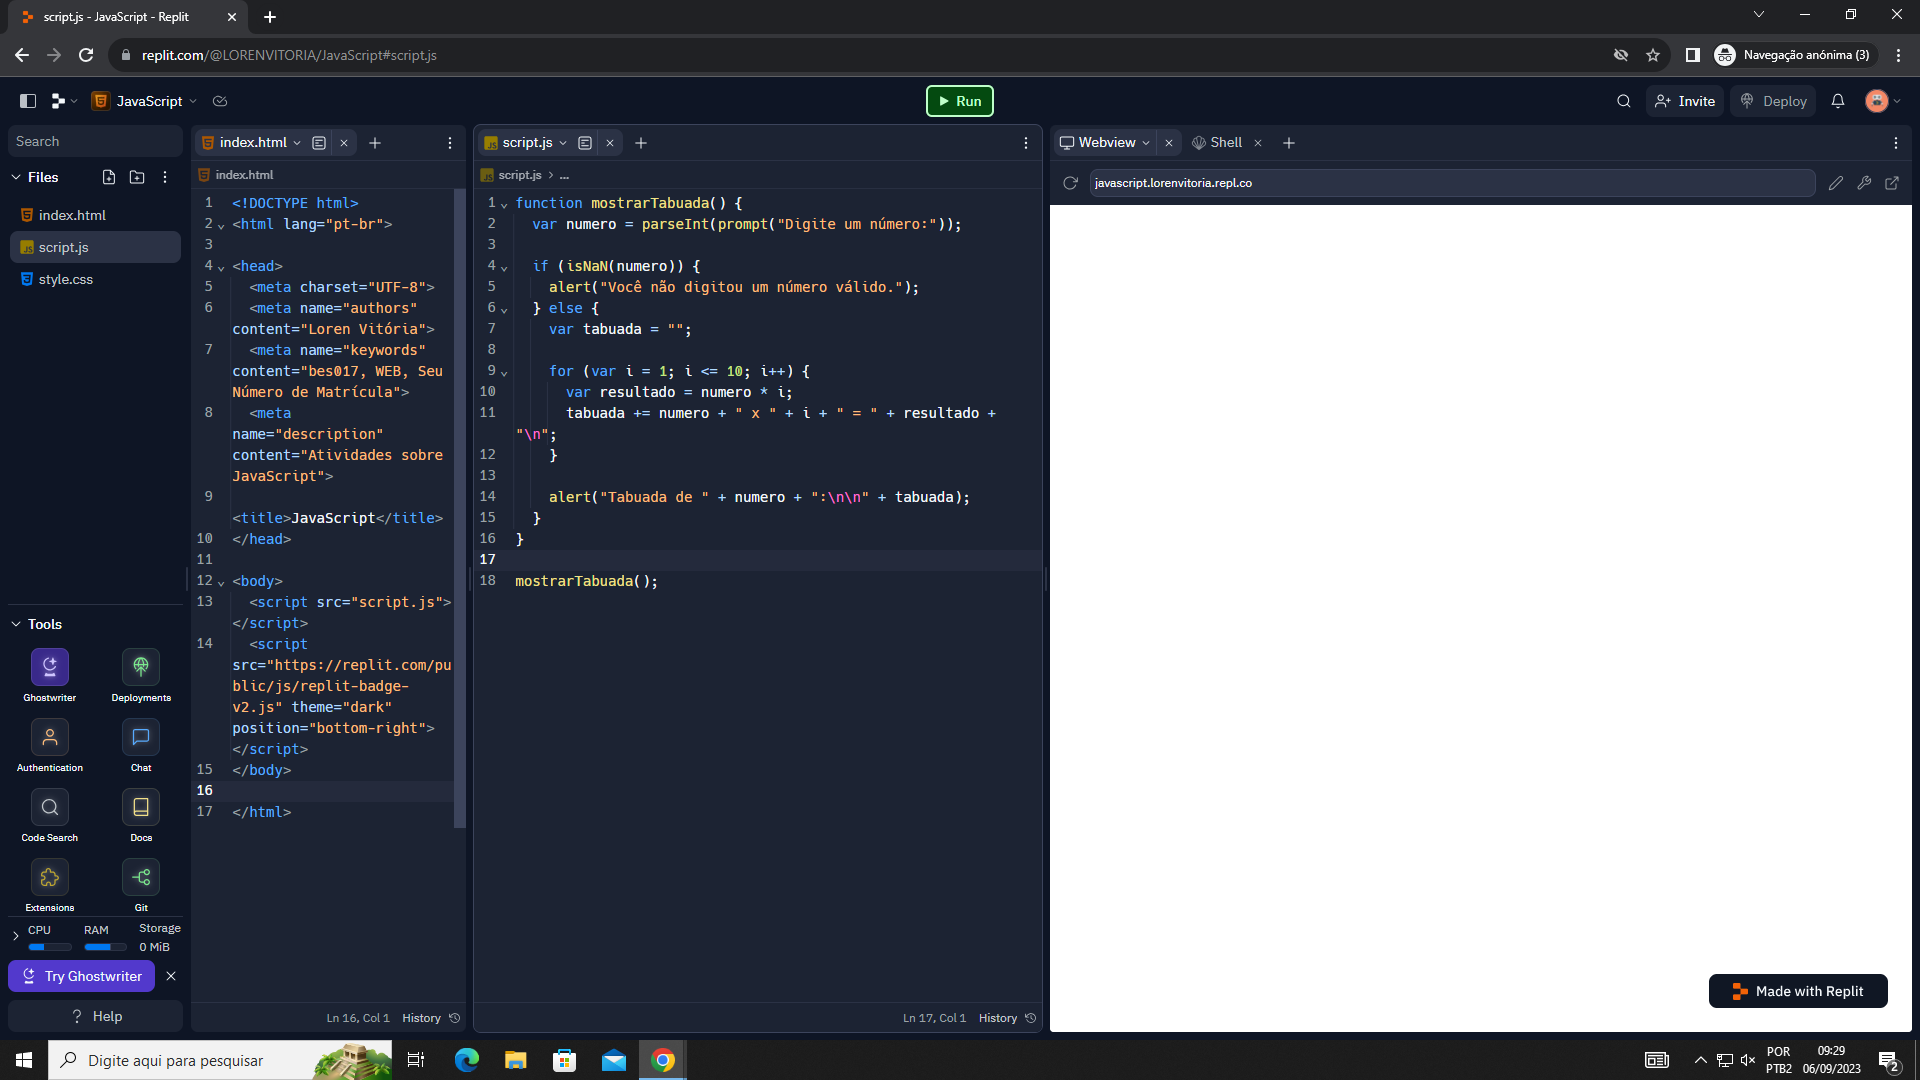 script.js - JavaScript - Replit
replit.com/@LORENVITORIA/JavaScript#script.js
Navegação anónima (3)
JavaScript
Run
Invite
Deploy
Search
Files
index.html
script.js
style.css
Tools
Ghostwriter
Deployments
Authentication
Chat
Code Search
Docs
Extensions
Git
CPU
RAM
Storage
0 MiB
Try Ghostwriter
Help
index.html
index.html
1 <!DOCTYPE html>
2 <html lang="pt-br">
3
4 <head>
5 <meta charset="UTF-8">
6 <meta name="authors"
content="Loren Vitória">
7 <meta name="keywords"
content="bes017, WEB, Seu
Número de Matrícula">
8 <meta
name="description"
content="Atividades sobre
JavaScript">
9
<title>JavaScript</title>
10 </head>
11
12 <body>
13 <script src="script.js">
</script>
14 <script
src="https://replit.com/pu
blic/js/replit-badge-
v2.js" theme="dark"
position="bottom-right">
</script>
15 </body>
16
17 </html>
Ln 16, Col 1
History
script.js
script.js > ...
1 function mostrarTabuada() {
2 var numero = parseInt(prompt("Digite um número:"));
3
4 if (isNaN(numero)) {
5 alert("Você não digitou um número válido.");
6 } else {
7 var tabuada = "";
8
9 for (var i = 1; i <= 10; i++) {
10 var resultado = numero * i;
11 tabuada += numero + " x " + i + " = " + resultado +
"\n";
12 }
13
14 alert("Tabuada de " + numero + ":\n\n" + tabuada);
15 }
16 }
17
18 mostrarTabuada();
Ln 17, Col 1
History
Webview
Shell
javascript.lorenvitoria.repl.co
Made with Replit
Digite aqui para pesquisar
POR
PTB2
09:29
06/09/2023
2